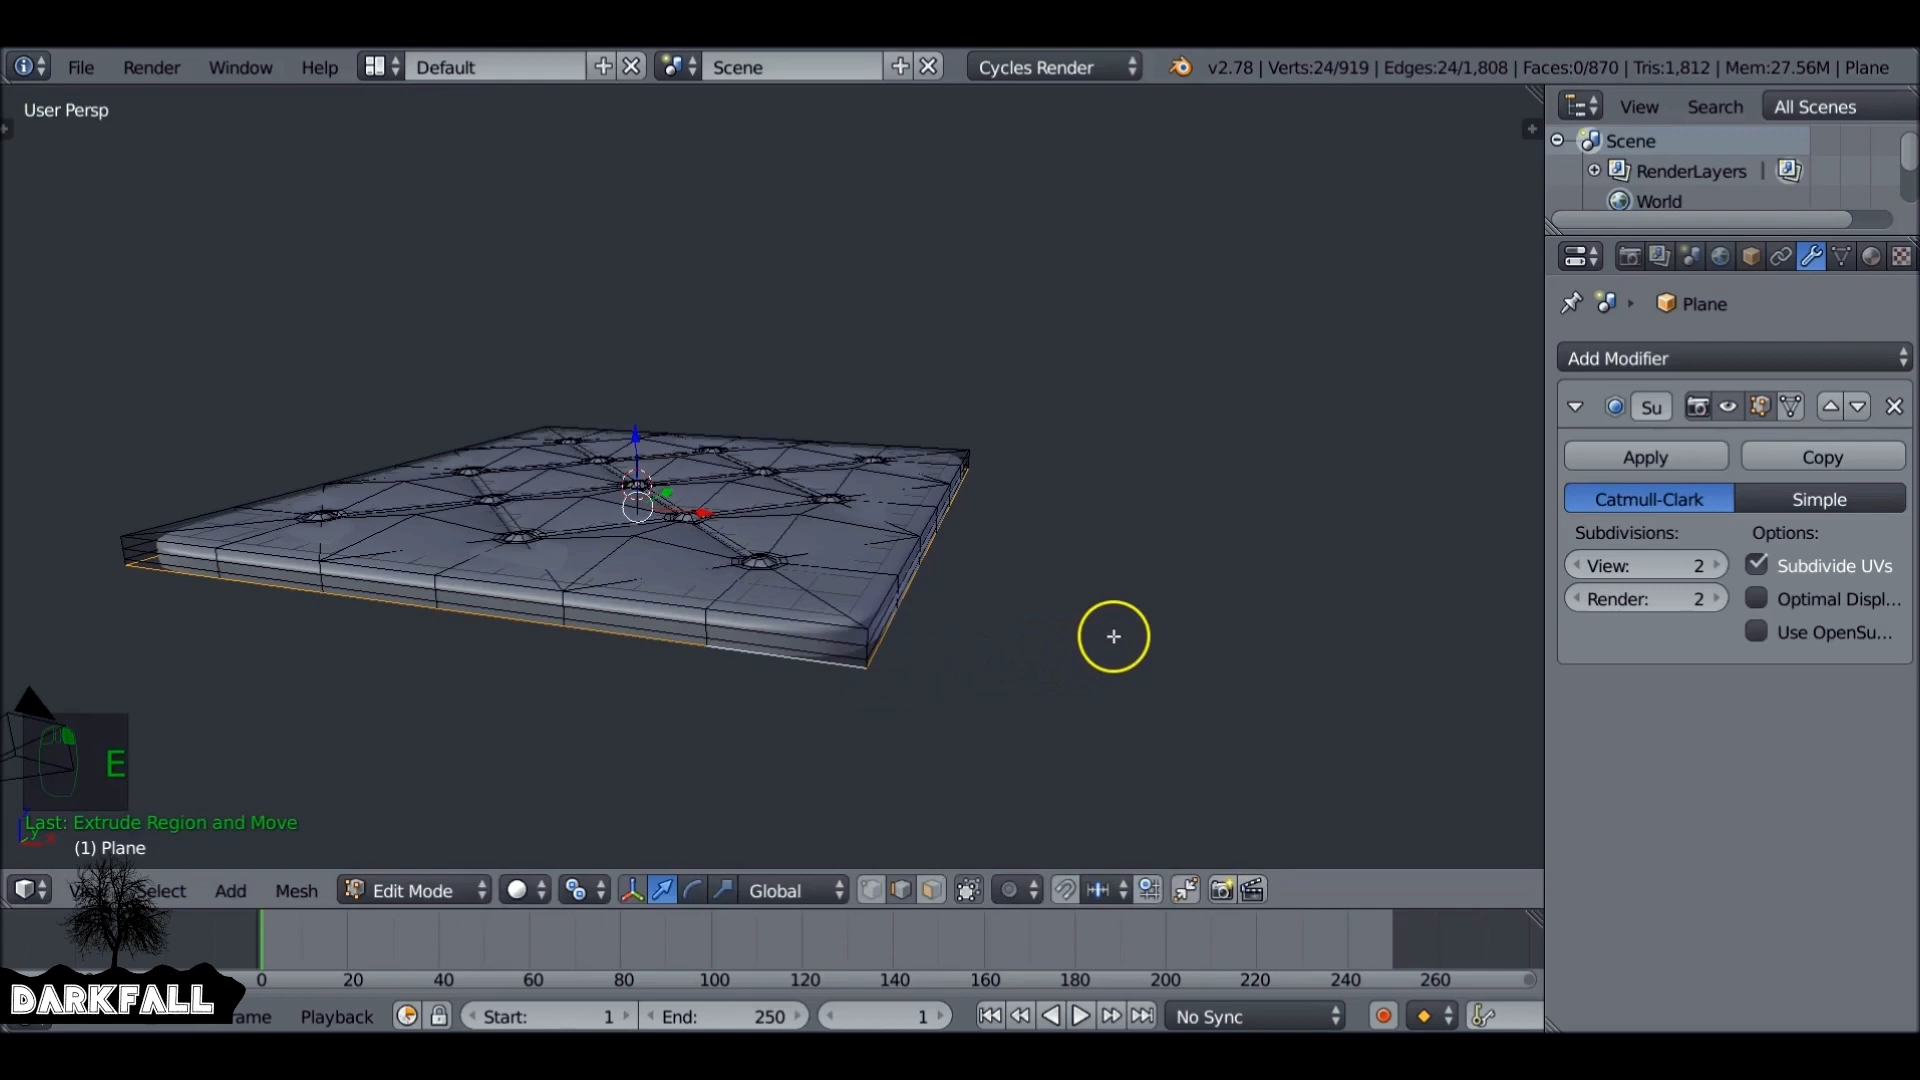 File Render Window Help Default Scene Cycles Render v2.78 | Verts:24/919 | Edges:24/1,808 | Faces:0/870 | Tris:1,812 | Mem:27.56M | Plane
User Persp
View Search All Scenes
Scene
RenderLayers |
World
Plane
Add Modifier
Su
Apply Copy
Catmull-Clark Simple
Subdivisions: Options:
View: 2 Subdivide UVs
Render: 2 Optimal Displ...
Use OpenSu...
E
Last: Extrude Region and Move
(1) Plane
Select Add Mesh Edit Mode Global
0 20 40 60 80 100 120 140 160 180 200 220 240 260
DARKFALL
Playback Start: 1 End: 250 1 No Sync